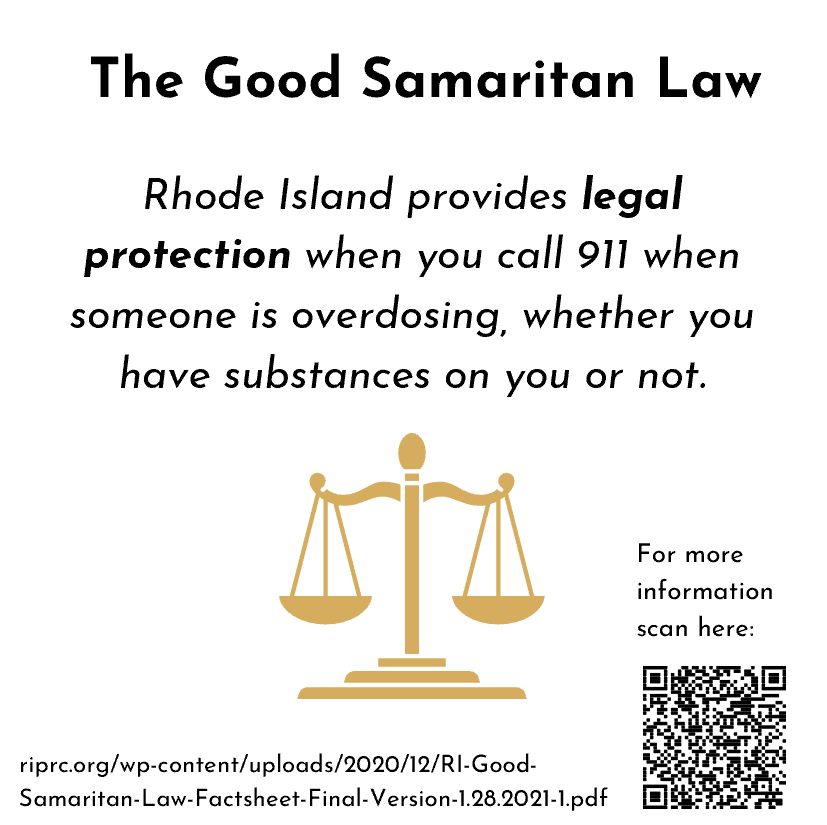 The Good Samaritan Law
Rhode Island provides legal
protection when you call 911 when
someone is overdosing, whether you
have substances on you or not.
For more
information
scan here:
riprc.org/wp-content/uploads/2020/12/RI-Good-
Samaritan-Law-Factsheet-Final-Version-1.28.2021-1.pdf